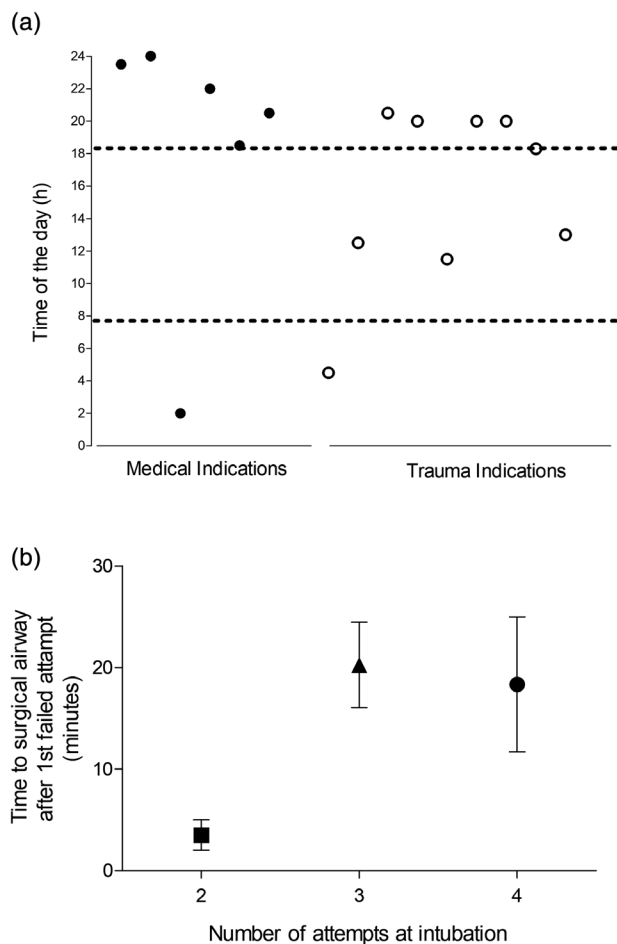 (a)
Time of the day (h)
24
22
20
18
16
14
12
10
8
6
4
2
0
Medical Indications
Trauma Indications
(b)
Time to surgical airway
after 1st failed attampt
(minutes)
30
20
10
0
2
3
4
Number of attempts at intubation